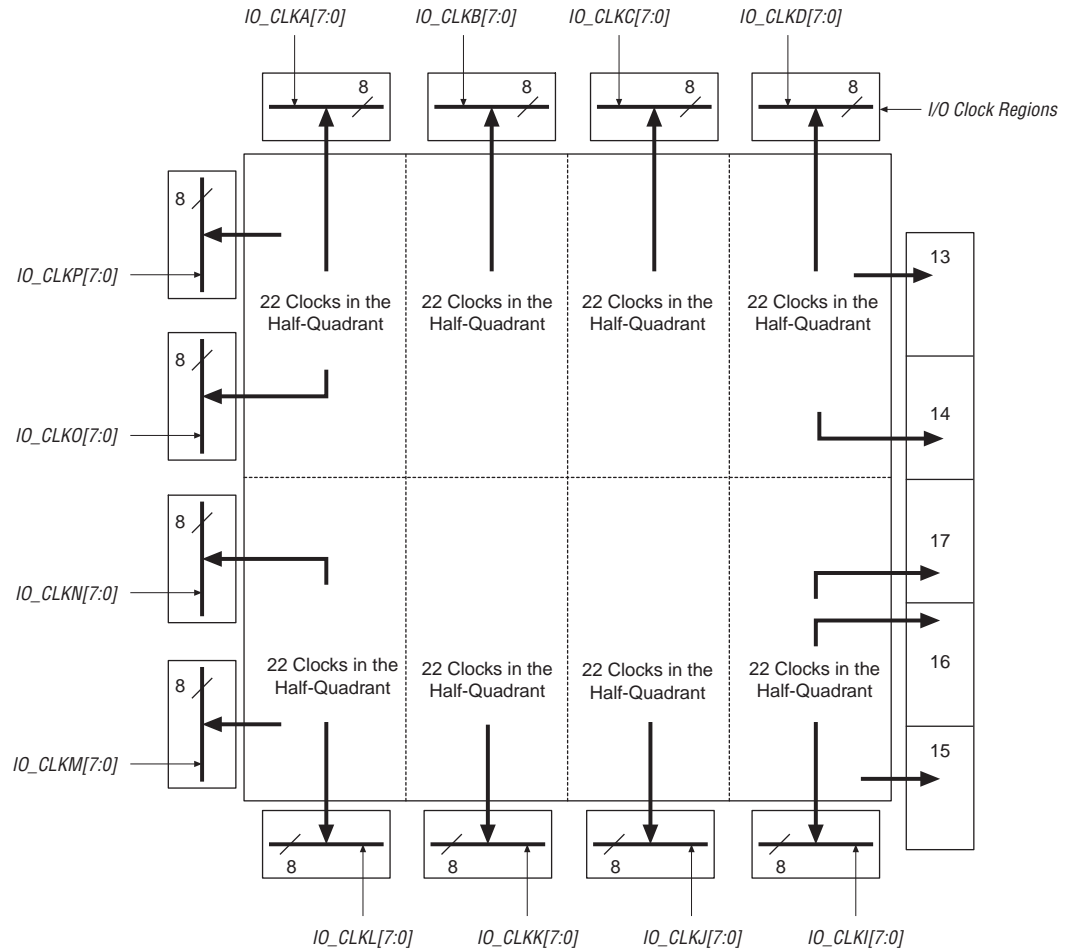 IO_CLKA[7:0] IO_CLKB[7:0] IO_CLKC[7:0] IO_CLKD[7:0]
8 8 8 8
I/O Clock Regions
8
IO_CLKP[7:0]
13
22 Clocks in the Half-Quadrant
22 Clocks in the Half-Quadrant
22 Clocks in the Half-Quadrant
22 Clocks in the Half-Quadrant
8
IO_CLKO[7:0]
14
8
IO_CLKN[7:0]
17
22 Clocks in the Half-Quadrant
22 Clocks in the Half-Quadrant
22 Clocks in the Half-Quadrant
22 Clocks in the Half-Quadrant
16
8
IO_CLKM[7:0]
15
8 8 8 8
IO_CLKL[7:0] IO_CLKK[7:0] IO_CLKJ[7:0] IO_CLKI[7:0]